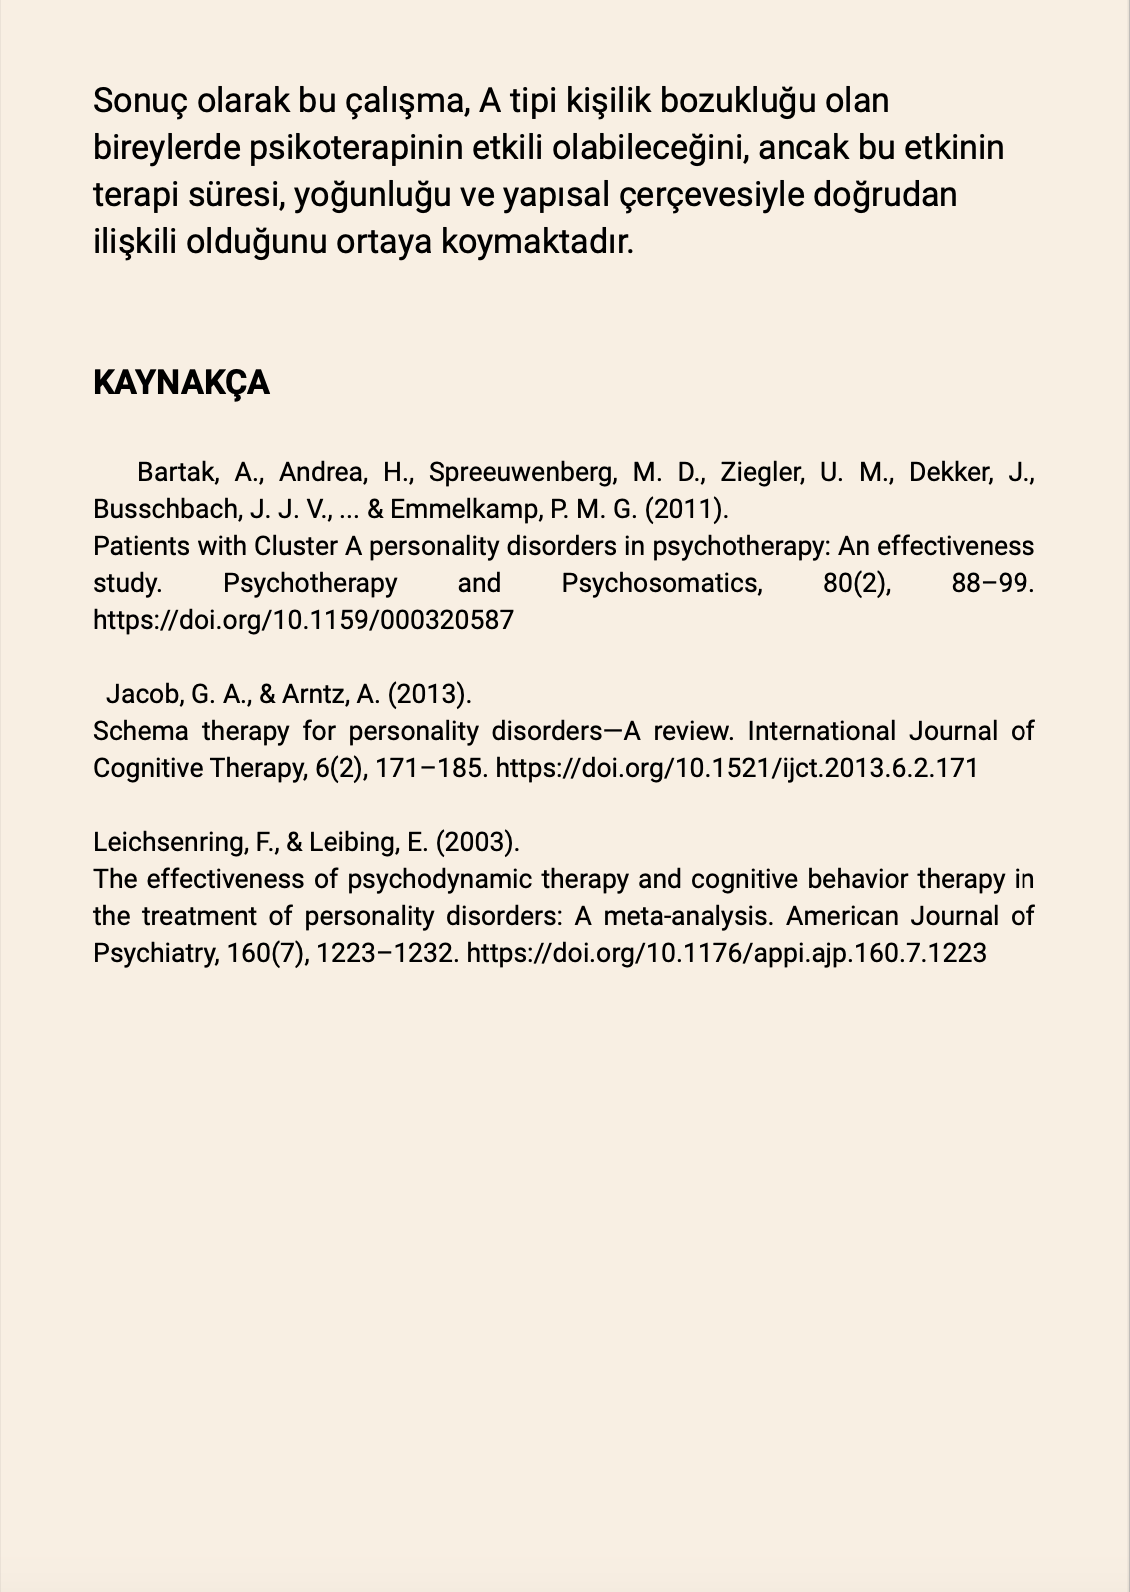 Sonuç olarak bu çalışma, A tipi kişilik bozukluğu olan
bireylerde psikoterapinin etkili olabileceğini, ancak bu etkinin
terapi süresi, yoğunluğu ve yapısal çerçevesiyle doğrudan
ilişkili olduğunu ortaya koymaktadır.
KAYNAKÇA
Bartak, A., Andrea, H., Spreeuwenberg, M. D., Ziegler, U. M., Dekker, J.,
Busschbach, J. J. V., ... & Emmelkamp, P. M. G. (2011).
Patients with Cluster A personality disorders in psychotherapy: An effectiveness
study. Psychotherapy and Psychosomatics, 80(2), 88–99.
https://doi.org/10.1159/000320587
Jacob, G. A., & Arntz, A. (2013).
Schema therapy for personality disorders—A review. International Journal of
Cognitive Therapy, 6(2), 171–185. https://doi.org/10.1521/ijct.2013.6.2.171
Leichsenring, F., & Leibing, E. (2003).
The effectiveness of psychodynamic therapy and cognitive behavior therapy in
the treatment of personality disorders: A meta-analysis. American Journal of
Psychiatry, 160(7), 1223–1232. https://doi.org/10.1176/appi.ajp.160.7.1223